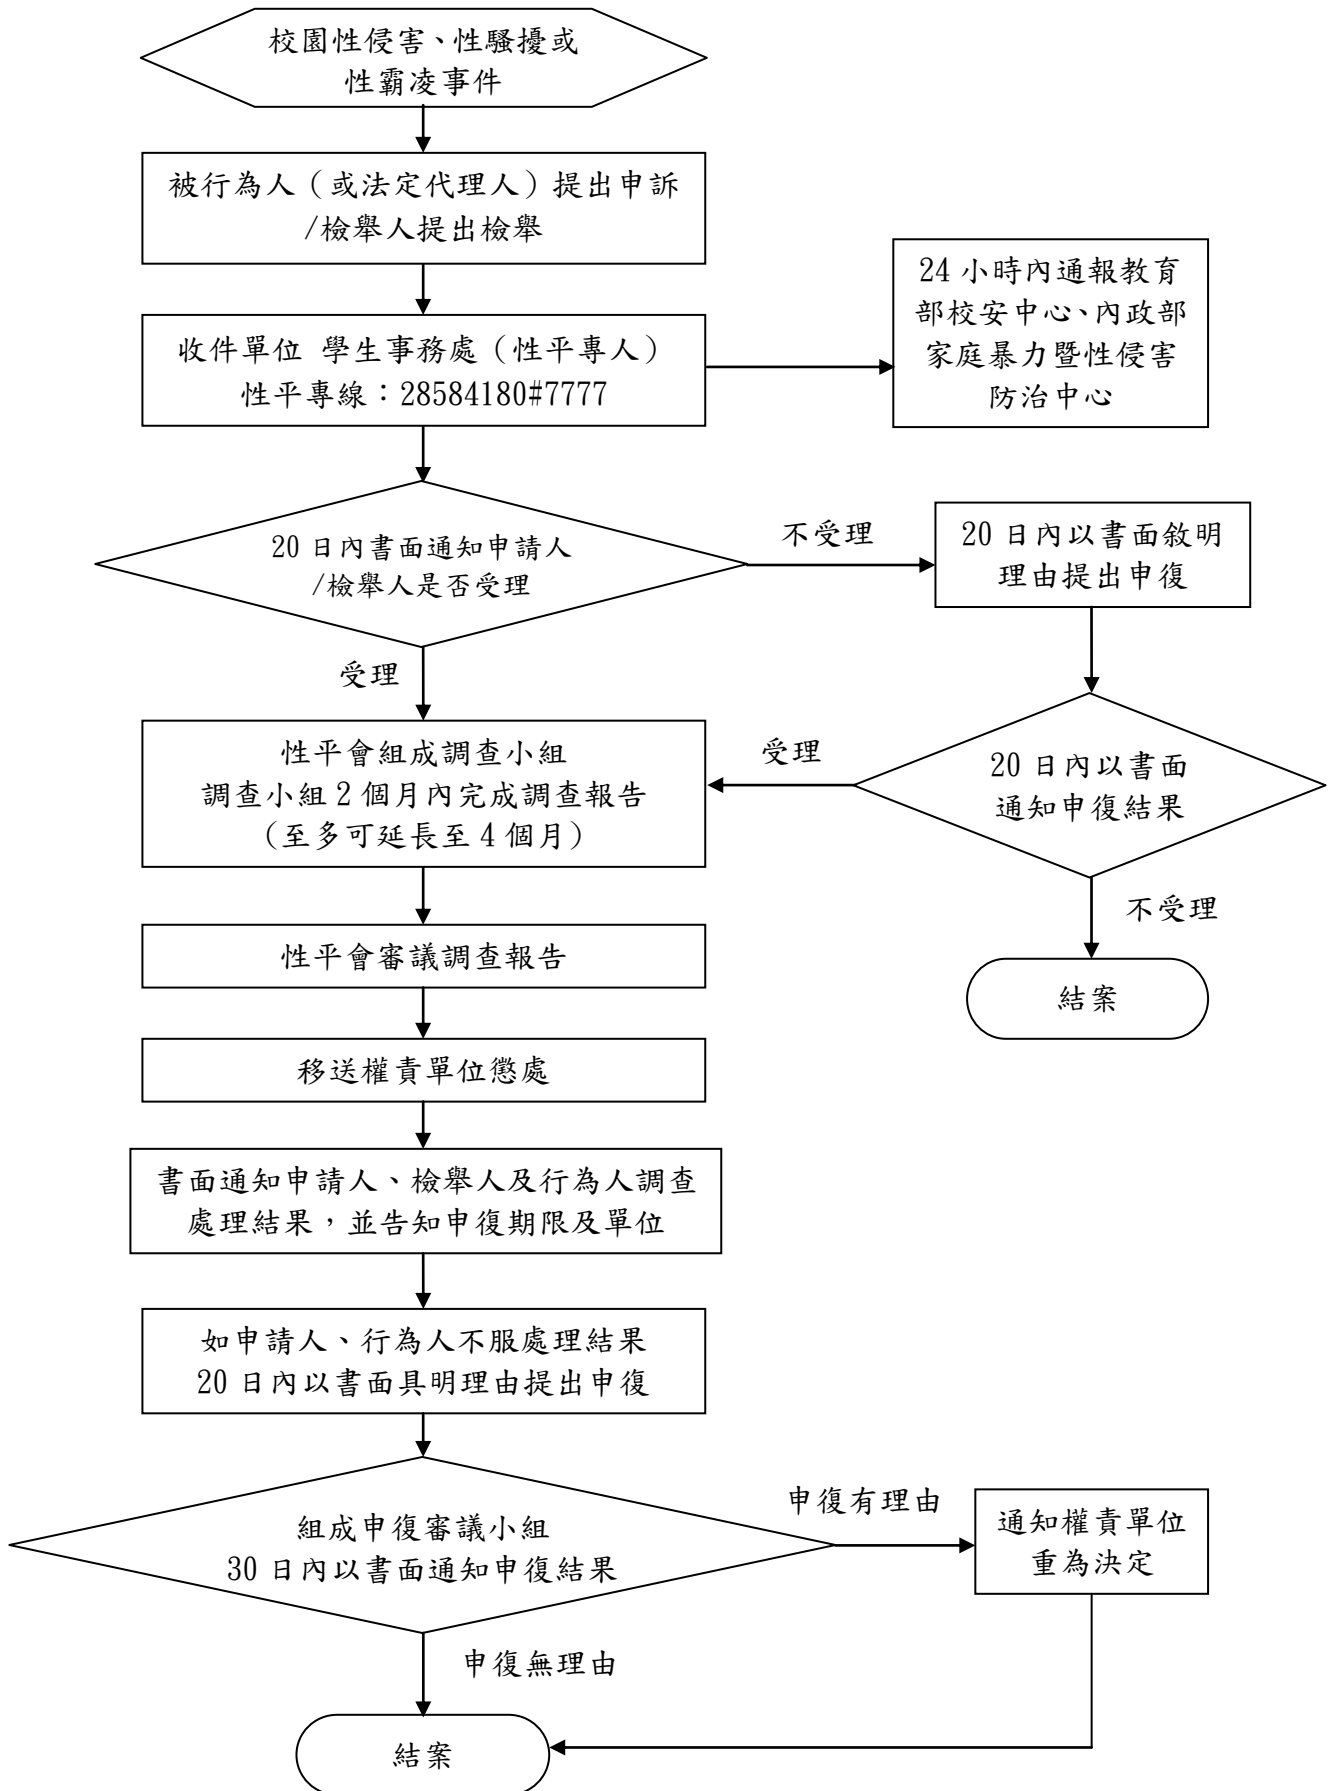 校園性侵害、性騷擾或
性霸凌事件
被行為人（或法定代理人）提出申訴
/檢舉人提出檢舉
收件單位 學生事務處（性平專人）
性平專線：28584180#7777
24 小時內通報教育
部校安中心、內政部
家庭暴力暨性侵害
防治中心
20 日內書面通知申請人
/檢舉人是否受理
不受理
20 日內以書面敘明
理由提出申復
受理
性平會組成調查小組
調查小組 2 個月內完成調查報告
（至多可延長至 4 個月）
受理
20 日內以書面
通知申復結果
不受理
結案
性平會審議調查報告
移送權責單位懲處
書面通知申請人、檢舉人及行為人調查
處理結果，並告知申復期限及單位
如申請人、行為人不服處理結果
20 日內以書面具明理由提出申復
組成申復審議小組
30 日內以書面通知申復結果
申復有理由
通知權責單位
重為決定
申復無理由
結案